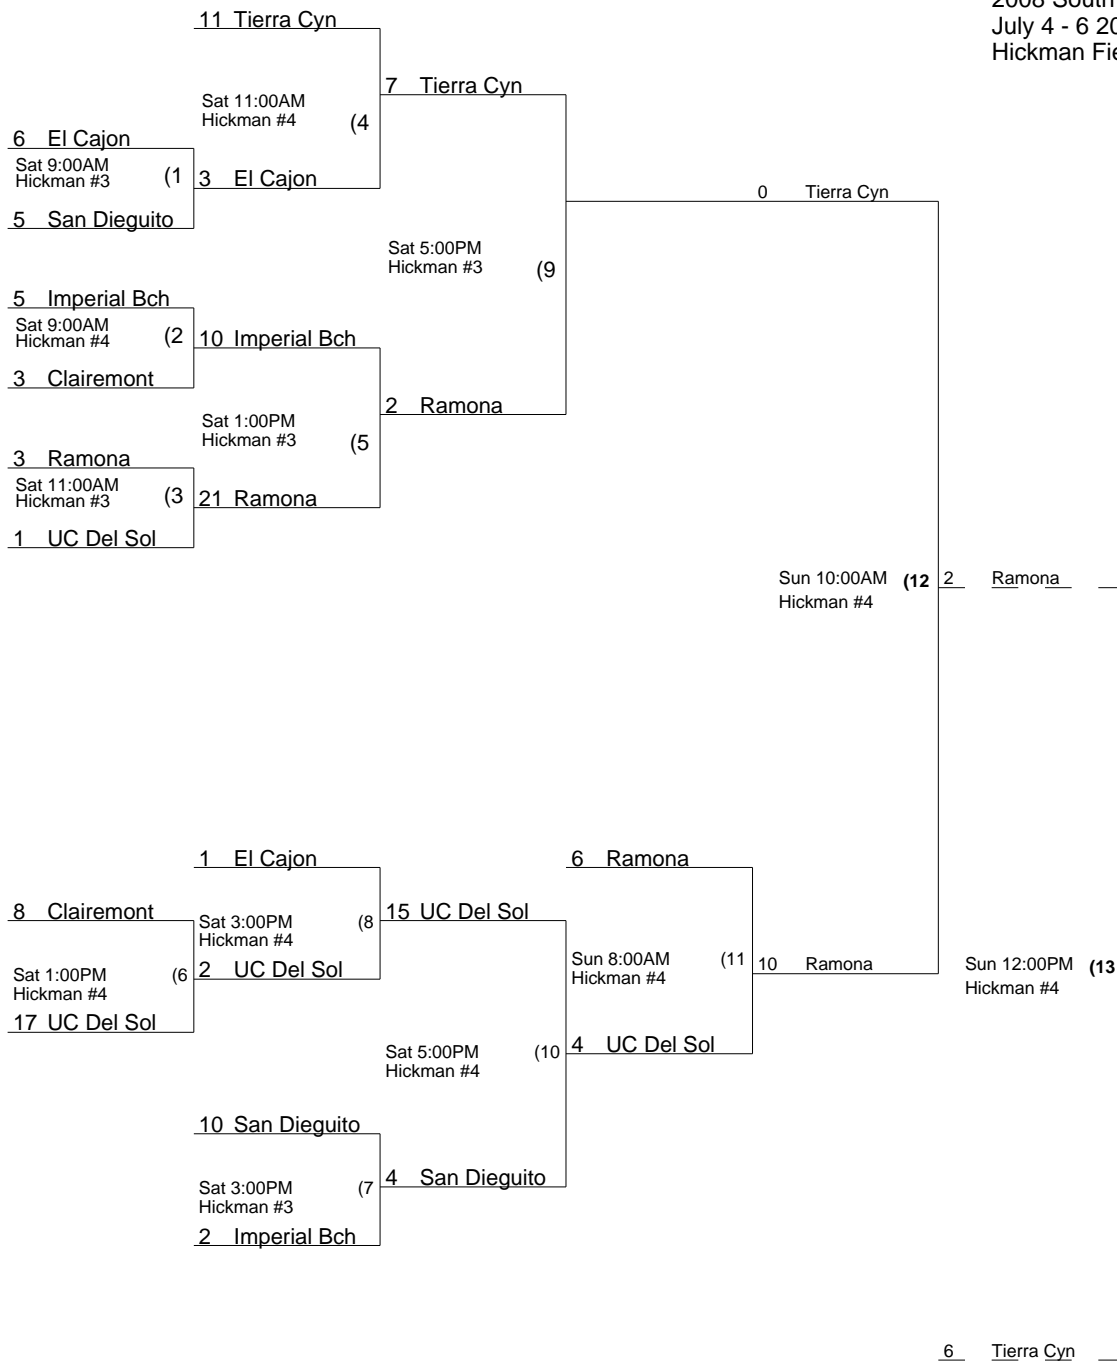 2008 South
July 4 - 6 20
Hickman Fie
11 Tierra Cyn
7 Tierra Cyn
Sat 11:00AM
Hickman #4 (4
6 El Cajon
Sat 9:00AM
Hickman #3 (1
3 El Cajon
5 San Dieguito
0 Tierra Cyn
Sat 5:00PM
Hickman #3 (9
5 Imperial Bch
Sat 9:00AM
Hickman #4 (2
10 Imperial Bch
3 Clairemont
2 Ramona
Sat 1:00PM
Hickman #3 (5
3 Ramona
Sat 11:00AM
Hickman #3 (3
21 Ramona
1 UC Del Sol
Sun 10:00AM (12
Hickman #4
2 Ramona
1 El Cajon
6 Ramona
8 Clairemont
15 UC Del Sol
Sat 3:00PM (8
Hickman #4
Sun 8:00AM (11
Hickman #4
10 Ramona
Sun 12:00PM (13
Hickman #4
2 UC Del Sol
Sat 1:00PM (6
Hickman #4
17 UC Del Sol
4 UC Del Sol
Sat 5:00PM (10
Hickman #4
10 San Dieguito
4 San Dieguito
Sat 3:00PM (7
Hickman #3
2 Imperial Bch
6 Tierra Cyn